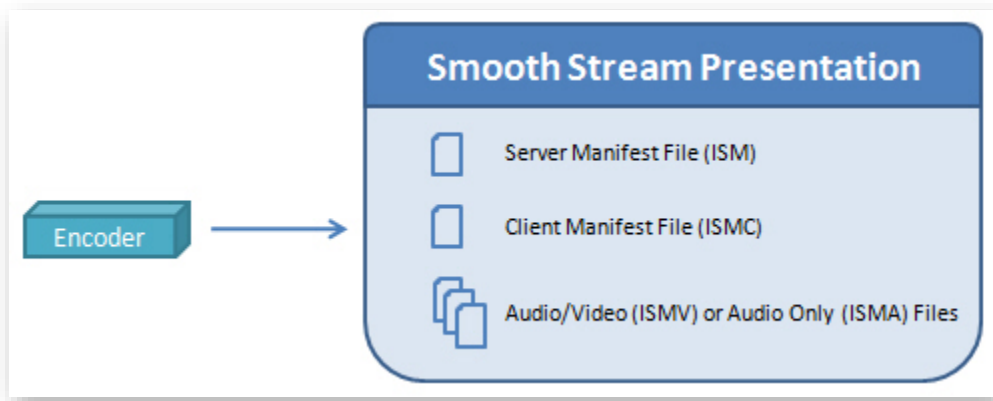 Smooth Stream Presentation
Server Manifest File (ISM)
Encoder
Client Manifest File (ISMC)
Audio/Video (ISMV) or Audio Only (ISMA) Files